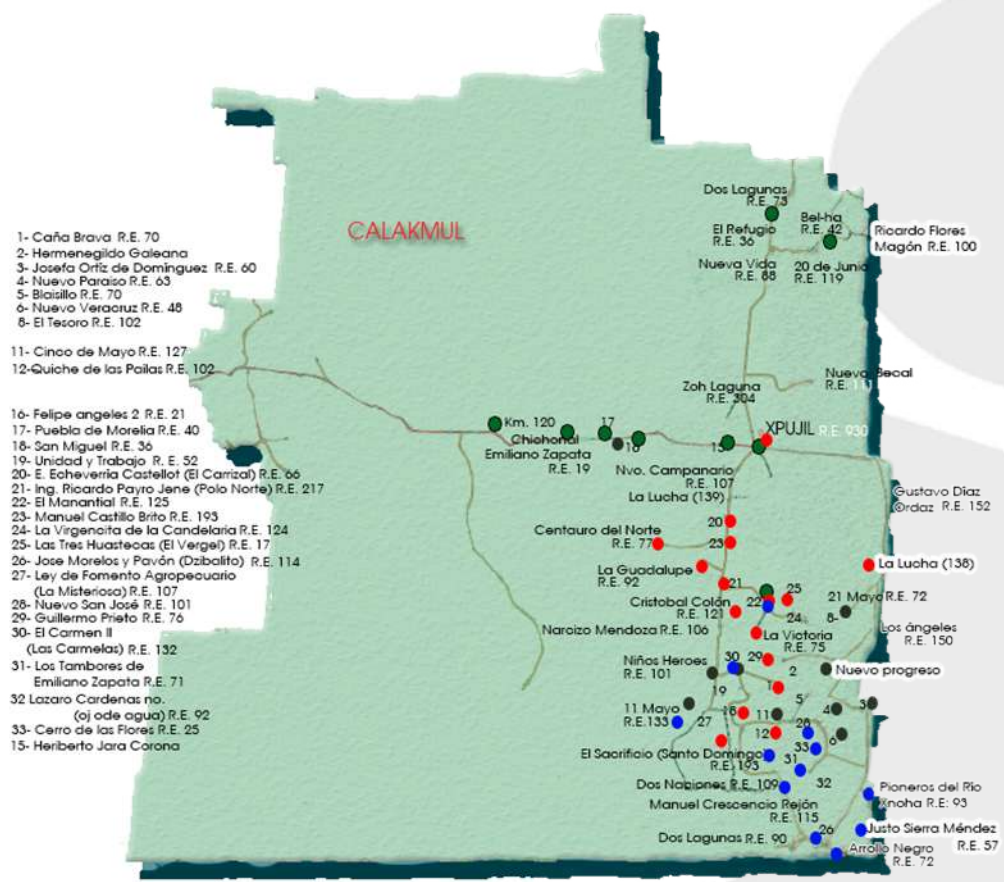 CALAKMUL
1- Caña Brava R.E. 70
2- Hermenegildo Galeana
3- Josefa Ortíz de Domínguez R.E. 60
4- Nuevo Paraiso R.E. 63
5- Blaisillo R.E. 70
6- Nuevo Veracruz R.E. 48
8- El Tesoro R.E. 102
11- Cinco de Mayo R.E. 127
12-Quiche de las Pailas R.E. 102
16- Felipe angeles 2 R.E. 21
17- Puebla de Morelia R.E. 40
18- San Miguel R.E. 36
19- Unidad y Trabajo R.E. 52
20- E. Echeverria Castellot (El Carrizal) R.E. 66
21- Ing. Ricardo Payro Jene (Polo Norte) R.E. 217
22- El Manantial R.E. 125
23- Manuel Castillo Brito R.E. 193
24- La Virgencita de la Candelaria R.E. 124
25- Las Tres Huastecas (El Vergel) R.E. 17
26- Jose Morelos y Pavón (Dzibalito) R.E. 114
27- Ley de Fomento Agropecuario
(La Misteriosa) R.E. 107
28- Nuevo San José R.E. 101
29- Guillermo Prieto R.E. 76
30- El Carmen II
(Las Carmelas) R.E. 132
31- Los Tambores de
Emiliano Zapata R.E. 71
32 Lazaro Cardenas no.
(oj ode agua) R.E. 92
33- Cerro de las Flores R.E. 25
15- Heriberto Jara Corona
Dos Lagunas
R.E. 73
Bel-ha
R.E. 42
El Refugio
R.E. 36
Ricardo Flores
Magón R.E. 100
Nueva Vida
R.E. 88
20 de Junio
R.E. 119
Nueva Becal
R.E. 111
Zoh Laguna
R.E. 304
Km. 120
17
XPUJIL R.E. 930
Chichonal
16
15
Emiliano Zapata
R.E. 19
Nvo. Campanario
R.E. 107
La Lucha (139)
Gustavo Díaz
Ordaz R.E. 152
20
Centauro del Norte
R.E. 77
23
La Guadalupe
R.E. 92
La Lucha (138)
21
25
21 Mayo R.E. 72
Cristobal Colón
R.E. 121
22
24
8-
Narcizo Mendoza R.E. 106
La Victoria
R.E. 75
Los ángeles
R.E. 150
Niños Heroes
R.E. 101
30
29
2
Nuevo progreso
19
1
5
11 Mayo
R.E.133
27
18
11
4
3
28
12
6
33
El Sacrificio (Santo Domingo)
R.E. 193
31
32
Dos Naciones R.E. 109
Manuel Crescencio Rejón
R.E. 115
Pioneros del Río
Xnoha R.E: 93
Dos Lagunas R.E. 90
26
Justo Sierra Méndez
R.E. 57
Arrollo Negro
R.E. 72